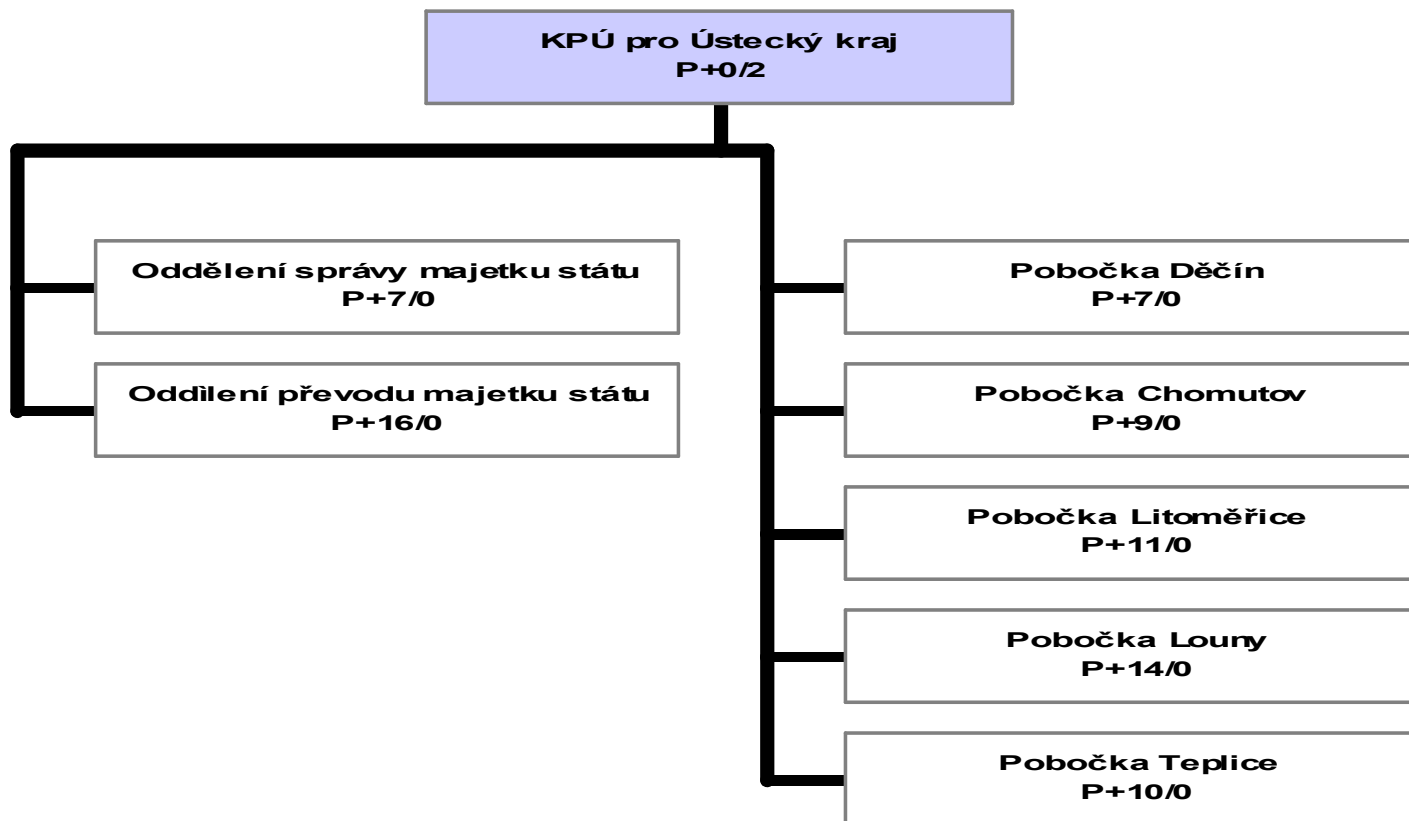 KPÚ pro Ústecký kraj
P+0/2
Oddělení správy majetku státu
P+7/0
Oddìlení převodu majetku státu
P+16/0
Pobočka Děčín
P+7/0
Pobočka Chomutov
P+9/0
Pobočka Litoměřice
P+11/0
Pobočka Louny
P+14/0
Pobočka Teplice
P+10/0